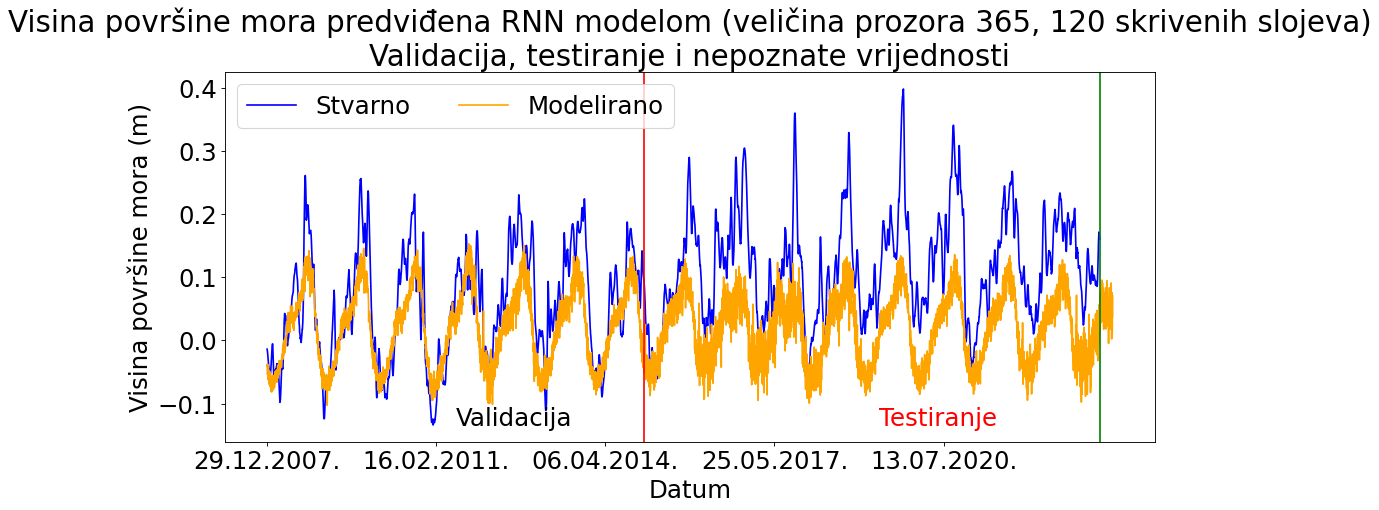 Visina površine mora predviđena RNN modelom (veličina prozora 365, 120 skrivenih slojeva)
Validacija, testiranje i nepoznate vrijednosti
Stvarno Modelirano
Visina površine mora (m)
0.4
0.3
0.2
0.1
0.0
−0.1
Validacija
Testiranje
29.12.2007. 16.02.2011. 06.04.2014. 25.05.2017. 13.07.2020.
Datum